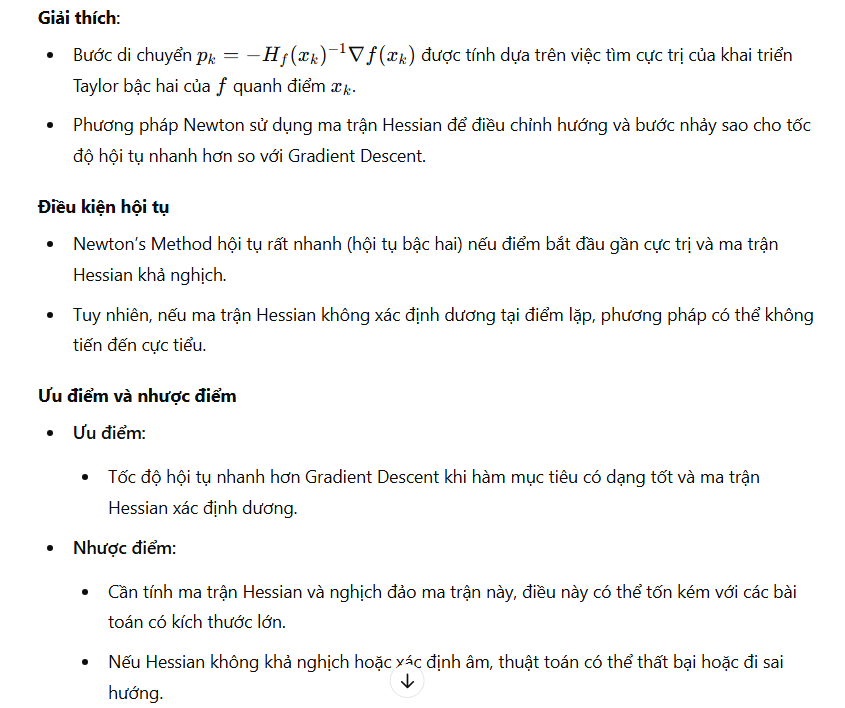 Giải thích:
• Bước di chuyển pₖ = −H_f(xₖ)⁻¹∇f(xₖ) được tính dựa trên việc tìm cực trị của khai triển
Taylor bậc hai của f quanh điểm xₖ.
• Phương pháp Newton sử dụng ma trận Hessian để điều chỉnh hướng và bước nhảy sao cho tốc
độ hội tụ nhanh hơn so với Gradient Descent.
Điều kiện hội tụ
• Newton’s Method hội tụ rất nhanh (hội tụ bậc hai) nếu điểm bắt đầu gần cực trị và ma trận
Hessian khả nghịch.
• Tuy nhiên, nếu ma trận Hessian không xác định dương tại điểm lặp, phương pháp có thể không
tiến đến cực tiểu.
Ưu điểm và nhược điểm
• Ưu điểm:
• Tốc độ hội tụ nhanh hơn Gradient Descent khi hàm mục tiêu có dạng tốt và ma trận
Hessian xác định dương.
• Nhược điểm:
• Cần tính ma trận Hessian và nghịch đảo ma trận này, điều này có thể tốn kém với các bài
toán có kích thước lớn.
• Nếu Hessian không khả nghịch hoặc xác định âm, thuật toán có thể thất bại hoặc đi sai
hướng.